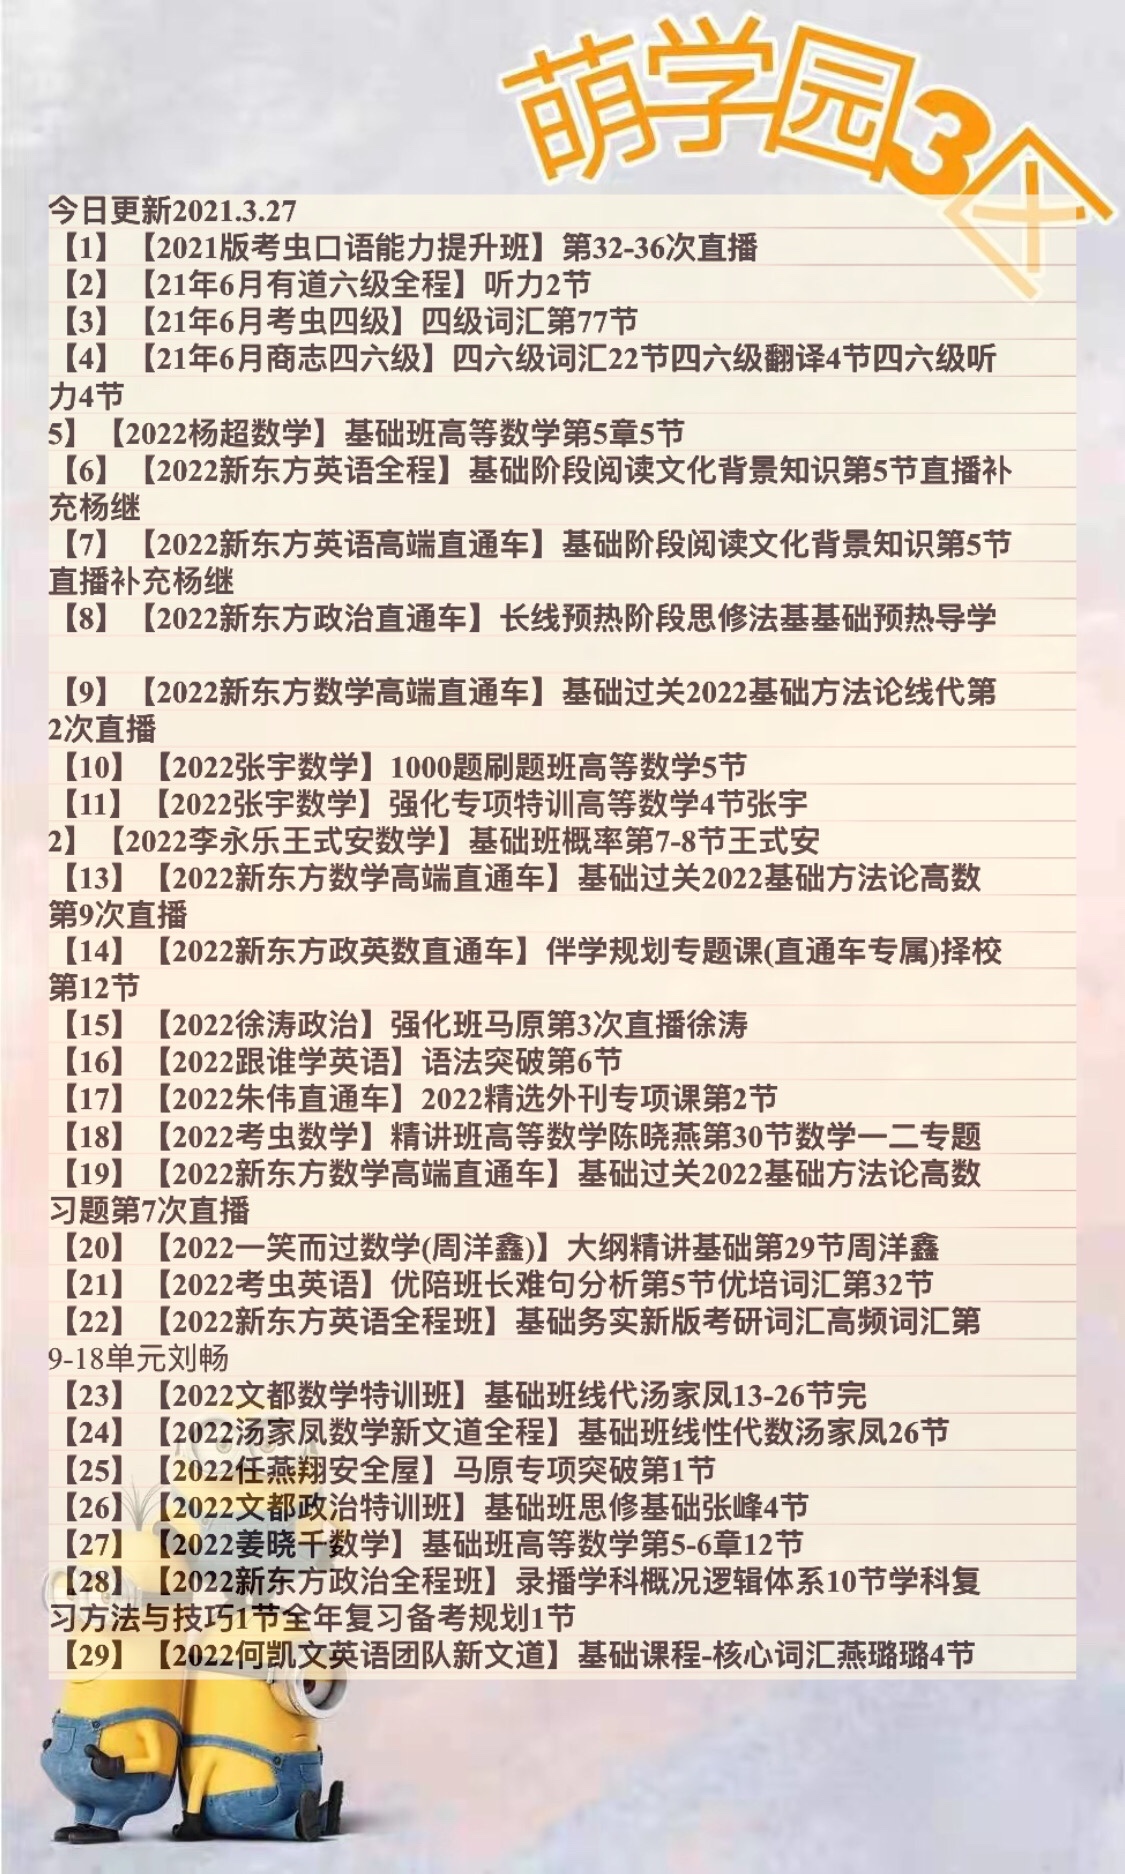 萌学园3个
今日更新2021.3.27
【1】【2021版考虫口语能力提升班】第32-36次直播
【2】【21年6月有道六级全程】听力2节
【3】【21年6月考虫四级】四级词汇第77节
【4】【21年6月商志四六级】四六级词汇22节四六级翻译4节四六级听
力4节
5】【2022杨超数学】基础班高等数学第5章5节
【6】【2022新东方英语全程】基础阶段阅读文化背景知识第5节直播补
充杨继
【7】【2022新东方英语高端直通车】基础阶段阅读文化背景知识第5节
直播补充杨继
【8】【2022新东方政治直通车】长线预热阶段思修法基基础预热导学
【9】【2022新东方数学高端直通车】基础过关2022基础方法论线代第
2次直播
【10】【2022张宇数学】1000题刷题班高等数学5节
【11】【2022张宇数学】强化专项特训高等数学4节张宇
2】【2022李永乐王式安数学】基础班概率第7-8节王式安
【13】【2022新东方数学高端直通车】基础过关2022基础方法论高数
第9次直播
【14】【2022新东方政英数直通车】伴学规划专题课(直通车专属)择校
第12节
【15】【2022徐涛政治】强化班马原第3次直播徐涛
【16】【2022跟谁学英语】语法突破第6节
【17】【2022朱伟直通车】2022精选外刊专项课第2节
【18】【2022考虫数学】精讲班高等数学陈晓燕第30节数学一二专题
【19】【2022新东方数学高端直通车】基础过关2022基础方法论高数
习题第7次直播
【20】【2022一笑而过数学(周洋鑫)】大纲精讲基础第29节周洋鑫
【21】【2022考虫英语】优陪班长难句分析第5节优培词汇第32节
【22】【2022新东方英语全程班】基础务实新版考研词汇高频词汇第
9-18单元刘畅
【23】【2022文都数学特训班】基础班线代汤家凤13-26节完
【24】【2022汤家凤数学新文道全程】基础班线性代数汤家凤26节
【25】【2022任燕翔安全屋】马原专项突破第1节
【26】【2022文都政治特训班】基础班思修基础张峰4节
【27】【2022姜晓千数学】基础班高等数学第5-6章12节
【28】【2022新东方政治全程班】录播学科概况逻辑体系10节学科复
习方法与技巧1节全年复习备考规划1节
【29】【2022何凯文英语团队新文道】基础课程-核心词汇燕璐璐4节